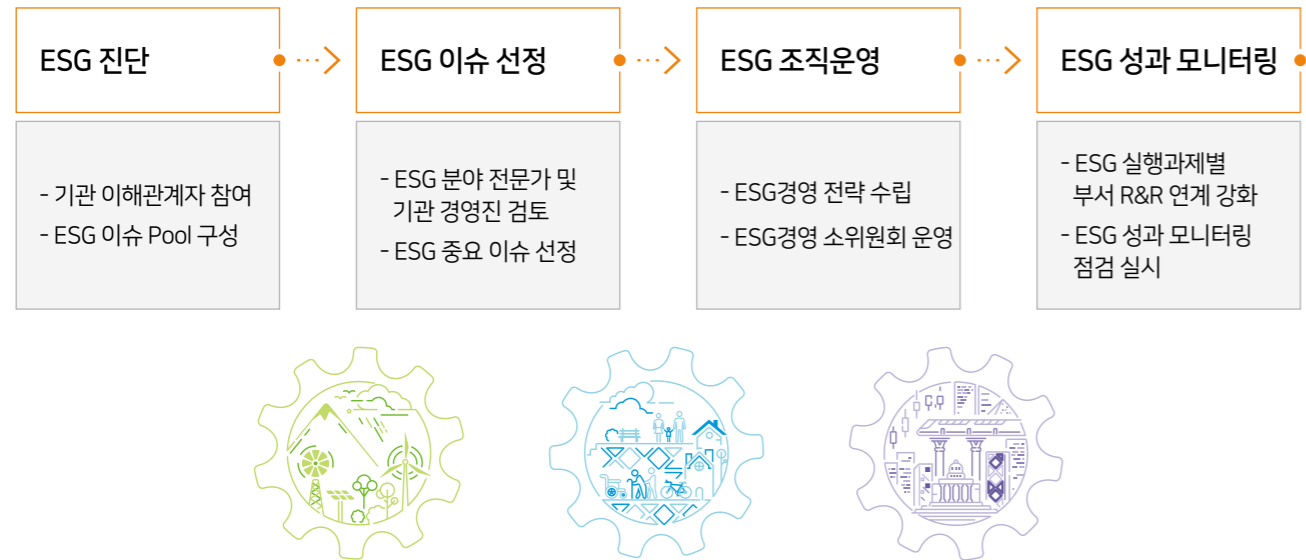 ESG 진단
- 기관 이해관계자 참여
- ESG 이슈 Pool 구성
ESG 이슈 선정
- ESG 분야 전문가 및
기관 경영진 검토
- ESG 중요 이슈 선정
ESG 조직운영
- ESG경영 전략 수립
- ESG경영 소위원회 운영
ESG 성과 모니터링
- ESG 실행과제별
부서 R&R 연계 강화
- ESG 성과 모니터링
점검 실시